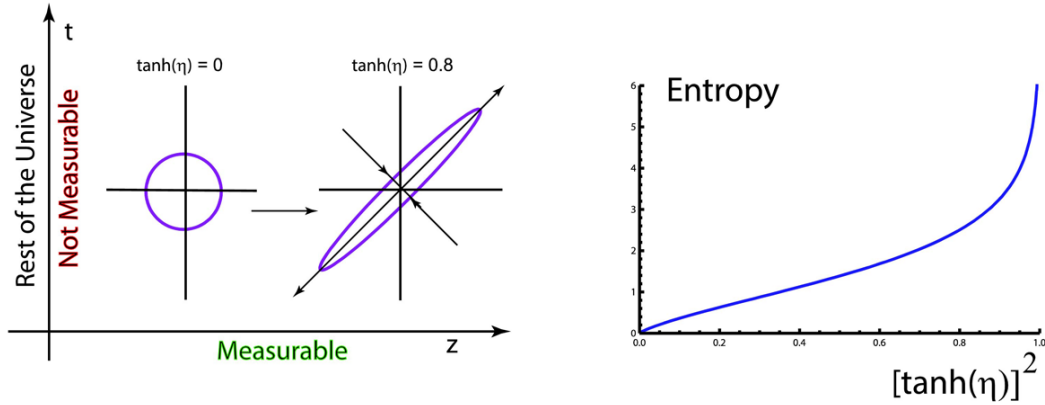 Rest of the Universe
Not Measurable
t
tanh(η) = 0
tanh(η) = 0.8
Measurable
z
Entropy
6
5
4
3
2
1
0
0.0
0.2
0.4
0.6
0.8
1.0
[tanh(η)]²